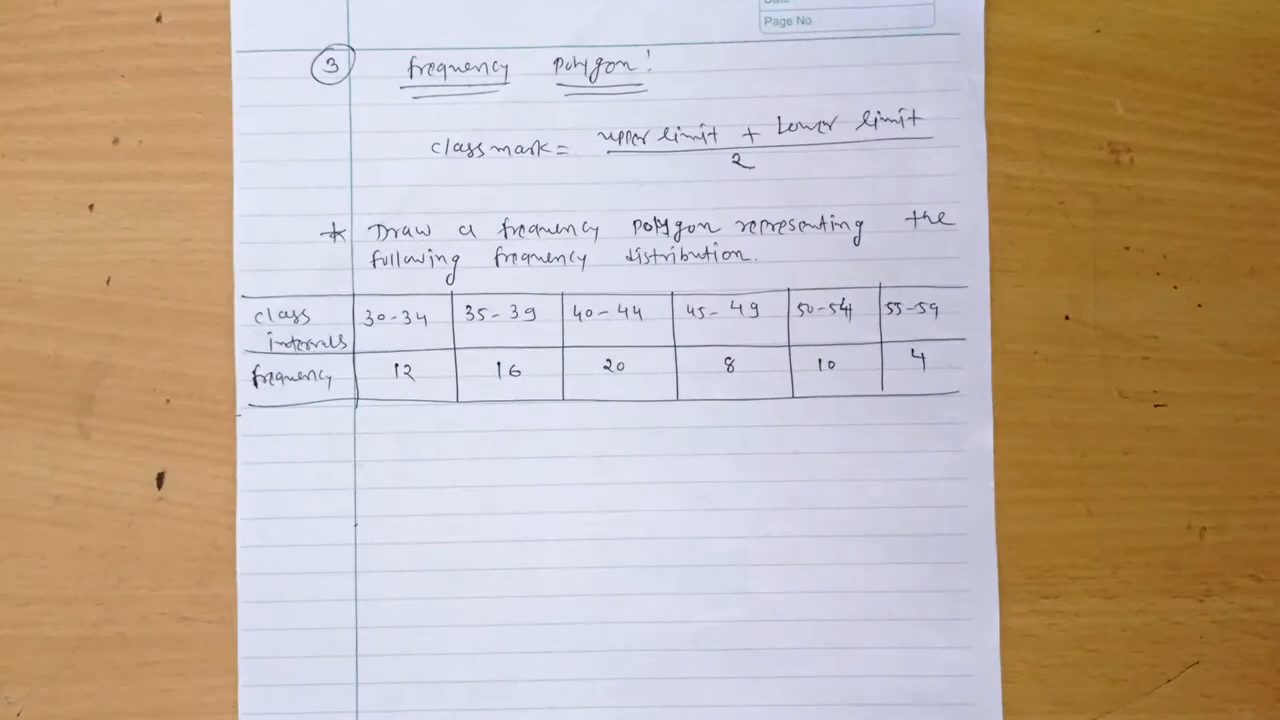 Page No
3 frequency polygon!
class mark = upper limit + Lower limit
2
* Draw a frequency polygon representing the
following frequency distribution.
class intervals 30-34 35-39 40-44 45-49 50-54 55-59
frequency 12 16 20 8 10 4